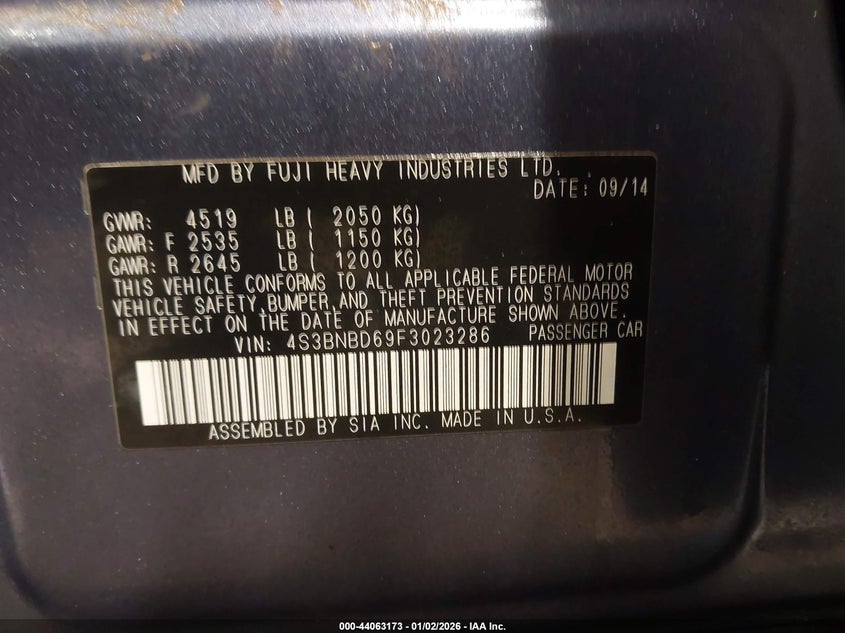 MFD BY FUJI HEAVY INDUSTRIES LTD.
DATE: 09/14
GVWR: 4519 LB ( 2050 KG)
GAWR: F 2535 LB ( 1150 KG)
GAWR: R 2645 LB ( 1200 KG)
THIS VEHICLE CONFORMS TO ALL APPLICABLE FEDERAL MOTOR
VEHICLE SAFETY,BUMPER,AND THEFT PREVENTION STANDARDS
IN EFFECT ON THE DATE OF MANUFACTURE SHOWN ABOVE.
VIN: 4S3BNBD69F3023286 PASSENGER CAR
ASSEMBLED BY SIA INC. MADE IN U.S.A.
000-44063173 - 01/02/2026 - IAA Inc.